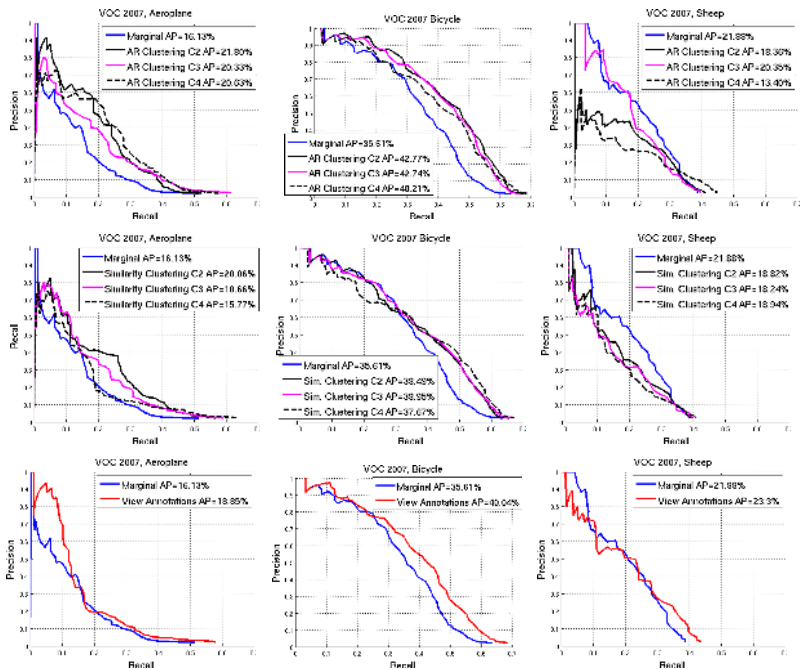 VOC 2007, Aeroplane
Marginal AP=16.13%
AR Clustering C2 AP=21.80%
AR Clustering C3 AP=20.33%
AR Clustering C4 AP=20.63%
Precision
Recall
VOC 2007 Bicycle
Marginal AP=35.61%
AR Clustering C2 AP=42.77%
AR Clustering C3 AP=42.74%
AR Clustering C4 AP=40.21%
Precision
Recall
VOC 2007, Sheep
Marginal AP=21.88%
AR Clustering C2 AP=18.36%
AR Clustering C3 AP=20.35%
AR Clustering C4 AP=13.40%
Precision
Recall
VOC 2007, Aeroplane
Marginal AP=16.13%
Similarity Clustering C2 AP=20.06%
Similarity Clustering C3 AP=10.66%
Similarity Clustering C4 AP=15.77%
Recall
Recall
VOC 2007 Bicycle
Marginal AP=35.61%
Sim. Clustering C2 AP=38.49%
Sim. Clustering C3 AP=38.95%
Sim. Clustering C4 AP=37.67%
Precision
Recall
VOC 2007, Sheep
Marginal AP=21.88%
Sim. Clustering C2 AP=18.82%
Sim. Clustering C3 AP=18.24%
Sim. Clustering C4 AP=18.94%
Precision
Recall
VOC 2007, Aeroplane
Marginal AP=16.13%
View Annotations AP=18.85%
Precision
Recall
VOC 2007, Bicycle
Marginal AP=35.61%
View Annotations AP=40.04%
Precision
Recall
VOC 2007, Sheep
Marginal AP=21.88%
View Annotations AP=23.3%
Precision
Recall